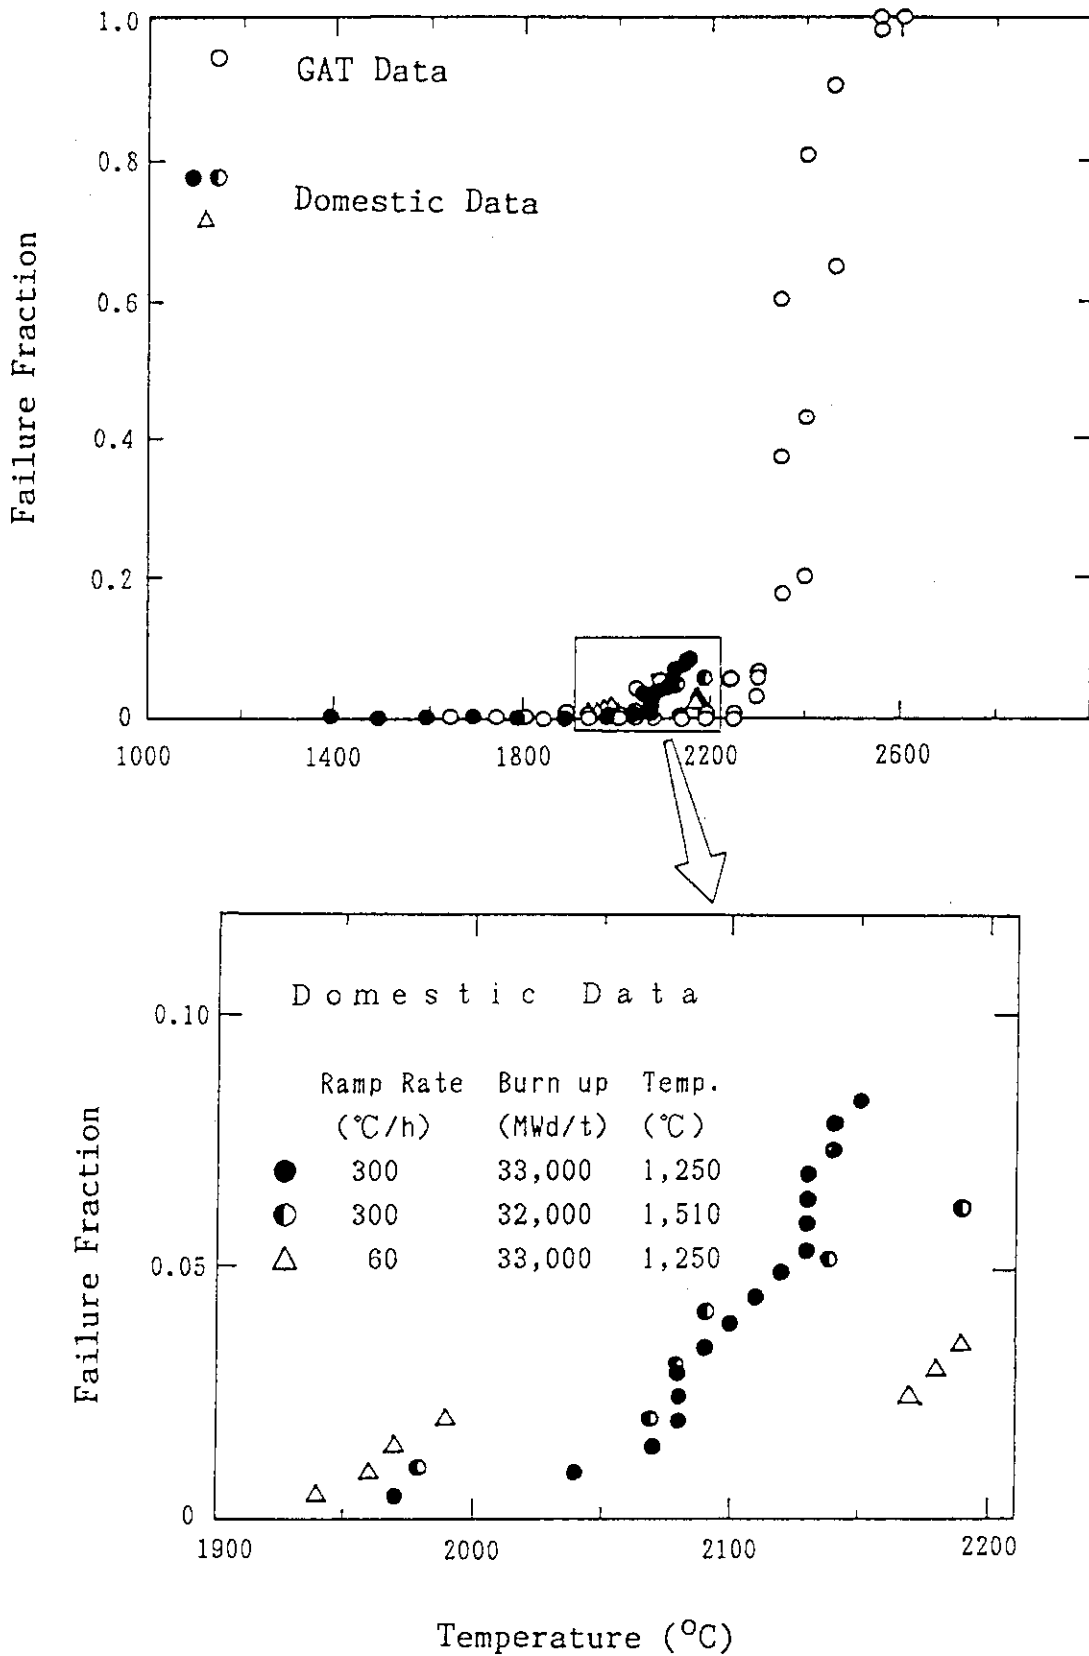 1.0
GAT Data
0.8
Domestic Data
0.6
0.4
0.2
0
Failure Fraction
1000 1400 1800 2200 2600
Domestic Data
0.10
Ramp Rate Burn up Temp.
(°C/h) (MWd/t) (°C)
300 33,000 1,250
300 32,000 1,510
60 33,000 1,250
0.05
0
Failure Fraction
1900 2000 2100 2200
Temperature (°C)